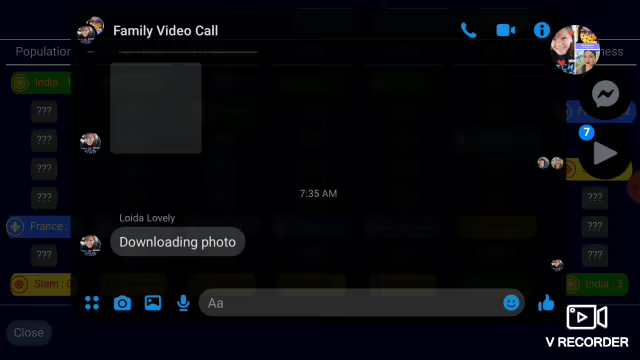 Family Video Call
Population
India
???
???
???
???
France :
???
Siam :
Close
7:35 AM
Loida Lovely
Downloading photo
Aa
7
???
???
???
India : 3
V RECORDER